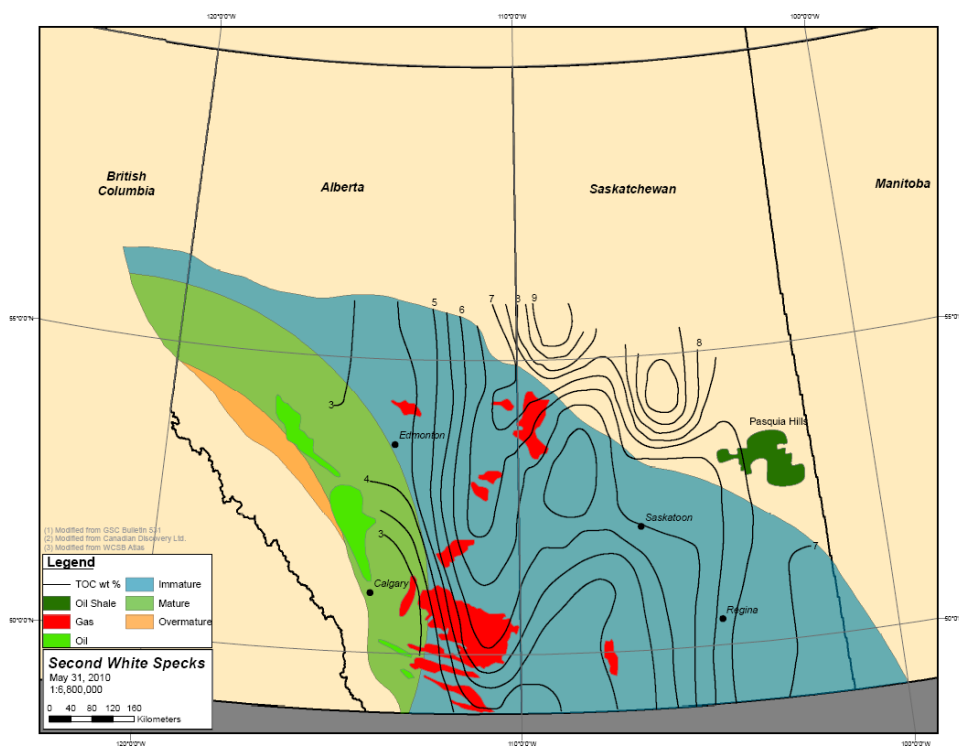 120°0'0"W
110°0'0"W
100°0'0"W
British
Columbia
Alberta
Saskatchewan
Manitoba
55°0'0"N
5
6
7
8
9
55°0'0"
8
3
Pasquia Hills
Edmonton
4
Saskatoon
3
7
(1) Modified from GSC Bulletin 531
(2) Modified from Canadian Discovery Ltd.
(3) Modified from WCSB Atlas
Legend
TOC wt %
Immature
Oil Shale
Mature
Gas
Overmature
Oil
Calgary
Regina
50°0'0"N
50°0'
Second White Specks
May 31, 2010
1:6,800,000
0 40 80 120 160
Kilometers
120°0'0"W
110°0'0"W
100°0'0"W